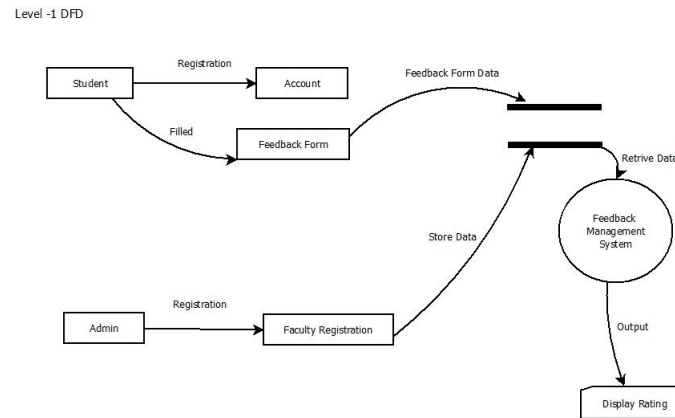 Level -1 DFD
Registration
Student
Account
Feedback Form Data
Filled
Feedback Form
Retrive Data
Feedback
Management
System
Store Data
Registration
Admin
Faculty Registration
Output
Display Rating